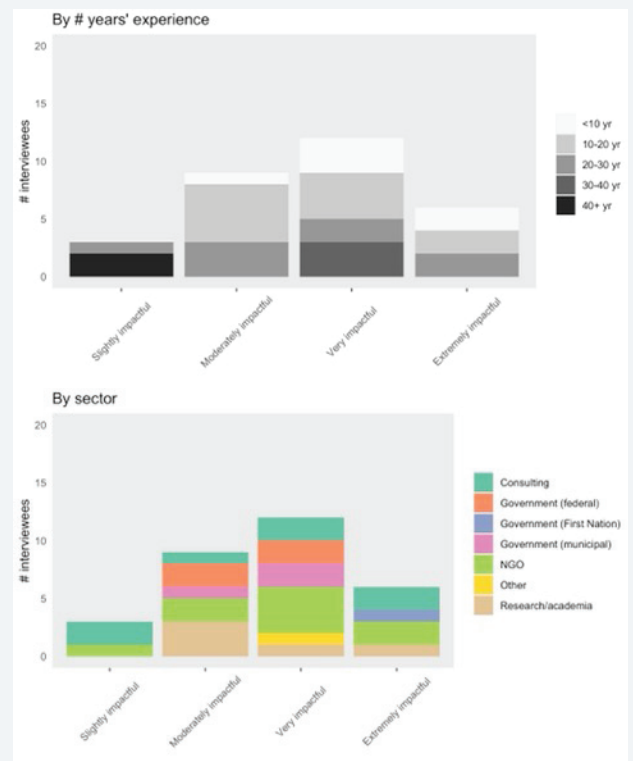 By # years' experience
20
15
10
5
0
# interviewees
Slightly impactful
Moderately impactful
Very impactful
Extremely impactful
<10 yr
10-20 yr
20-30 yr
30-40 yr
40+ yr
By sector
20
15
10
5
0
# interviewees
Slightly impactful
Moderately impactful
Very impactful
Extremely impactful
Consulting
Government (federal)
Government (First Nation)
Government (municipal)
NGO
Other
Research/academia